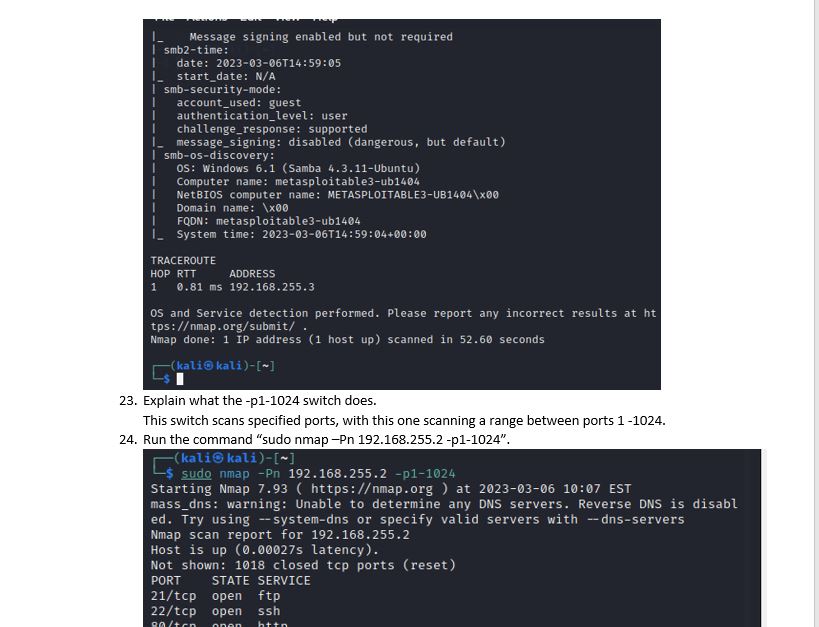 |_    Message signing enabled but not required
| smb2-time:
|   date: 2023-03-06T14:59:05
|_  start_date: N/A
| smb-security-mode:
|   account_used: guest
|   authentication_level: user
|   challenge_response: supported
|_  message_signing: disabled (dangerous, but default)
| smb-os-discovery:
|   OS: Windows 6.1 (Samba 4.3.11-Ubuntu)
|   Computer name: metasploitable3-ub1404
|   NetBIOS computer name: METASPLOITABLE3-UB1404\x00
|   Domain name: \x00
|   FQDN: metasploitable3-ub1404
|_  System time: 2023-03-06T14:59:04+00:00
TRACEROUTE
HOP RTT     ADDRESS
1   0.81 ms 192.168.255.3
OS and Service detection performed. Please report any incorrect results at ht
tps://nmap.org/submit/ .
Nmap done: 1 IP address (1 host up) scanned in 52.60 seconds
┌──(kali㉿kali)-[~]
└─$
23. Explain what the -p1-1024 switch does.
This switch scans specified ports, with this one scanning a range between ports 1 -1024.
24. Run the command “sudo nmap –Pn 192.168.255.2 -p1-1024”.
┌──(kali㉿kali)-[~]
└─$ sudo nmap -Pn 192.168.255.2 -p1-1024
Starting Nmap 7.93 ( https://nmap.org ) at 2023-03-06 10:07 EST
mass_dns: warning: Unable to determine any DNS servers. Reverse DNS is disabl
ed. Try using --system-dns or specify valid servers with --dns-servers
Nmap scan report for 192.168.255.2
Host is up (0.00027s latency).
Not shown: 1018 closed tcp ports (reset)
PORT    STATE SERVICE
21/tcp  open  ftp
22/tcp  open  ssh
80/tcp  open  http